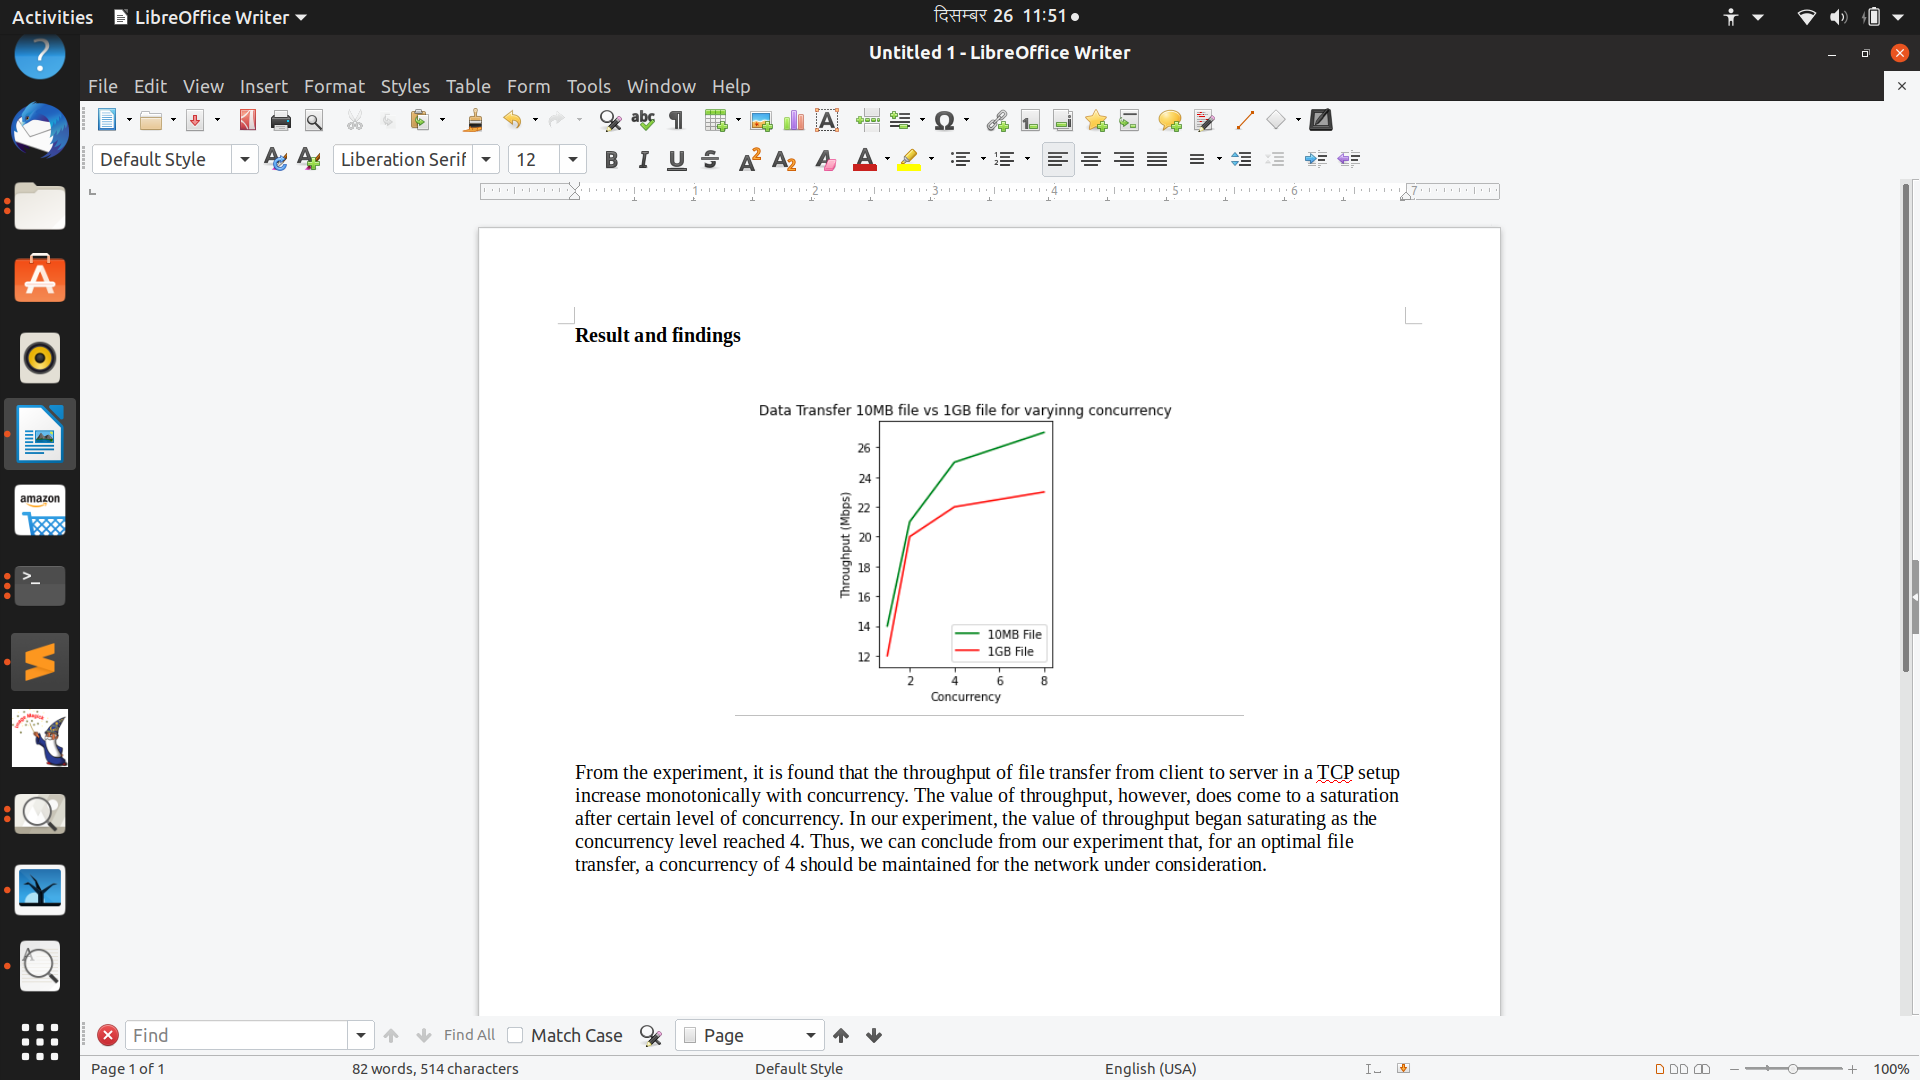 Activities LibreOffice Writer दिसम्बर 26 11:51
Untitled 1 - LibreOffice Writer
File Edit View Insert Format Styles Table Form Tools Window Help
Default Style Liberation Serif 12
1 2 3 4 5 6 7
Result and findings
Data Transfer 10MB file vs 1GB file for varyinng concurrency
26
24
22
20
18
16
14
12
Throughput (Mbps)
10MB File
1GB File
2 4 6 8
Concurrency
From the experiment, it is found that the throughput of file transfer from client to server in a TCP setup
increase monotonically with concurrency. The value of throughput, however, does come to a saturation
after certain level of concurrency. In our experiment, the value of throughput began saturating as the
concurrency level reached 4. Thus, we can conclude from our experiment that, for an optimal file
transfer, a concurrency of 4 should be maintained for the network under consideration.
amazon
Find Find All Match Case Page
Page 1 of 1 82 words, 514 characters Default Style English (USA) 100%